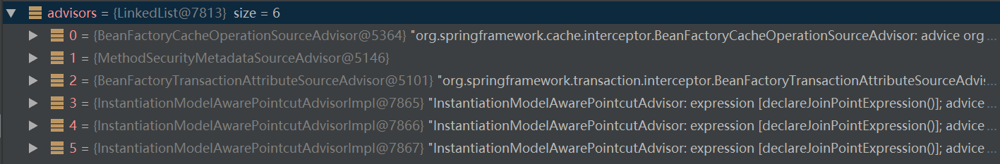 advisors = {LinkedList@7813} size = 6
0 = {BeanFactoryCacheOperationSourceAdvisor@5364} "org.springframework.cache.interceptor.BeanFactoryCacheOperationSourceAdvisor: advice org ...
1 = {MethodSecurityMetadataSourceAdvisor@5146}
2 = {BeanFactoryTransactionAttributeSourceAdvisor@5101} "org.springframework.transaction.interceptor.BeanFactoryTransactionAttributeSourceAdvis...
3 = {InstantiationModelAwarePointcutAdvisorImpl@7865} "InstantiationModelAwarePointcutAdvisor: expression [declareJoinPointExpression()]; advice ...
4 = {InstantiationModelAwarePointcutAdvisorImpl@7866} "InstantiationModelAwarePointcutAdvisor: expression [declareJoinPointExpression()]; advice ...
5 = {InstantiationModelAwarePointcutAdvisorImpl@7867} "InstantiationModelAwarePointcutAdvisor: expression [declareJoinPointExpression()]; advice ...